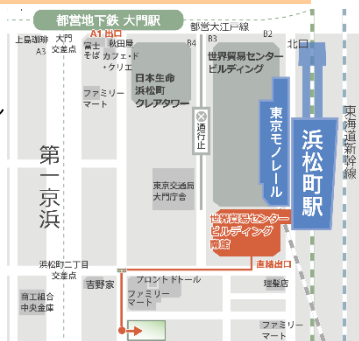 都営地下鉄 大門駅
都営大江戸線
上島珈琲
A3
大門
交差点
A1 出口
富士
そば
秋田屋
カフェ・ド
・クリエ
B4
B3
B2
北口
世界貿易センター
ビルディング
日本生命
浜松町
クレアタワー
ファミリー
マート
通行止
東京モノレール
浜松町駅
東海道新幹線
第一京浜
東京交通局
大門庁舎
世界貿易センター
ビルディング
南館
直結出口
浜松町二丁目
交差点
吉野家
フロントドトール
ファミリー
マート
理髪店
商工組合
中央金庫
ファミリー
マート